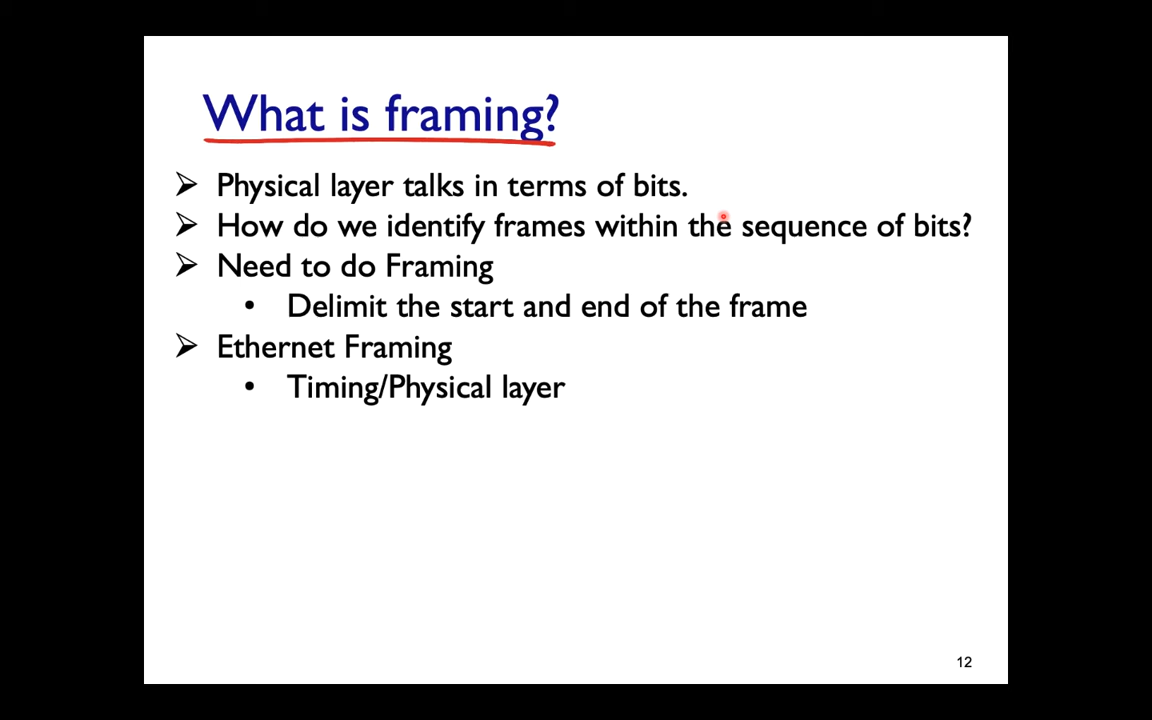 What is framing?
➢ Physical layer talks in terms of bits.
➢ How do we identify frames within the sequence of bits?
➢ Need to do Framing
• Delimit the start and end of the frame
➢ Ethernet Framing
• Timing/Physical layer
12